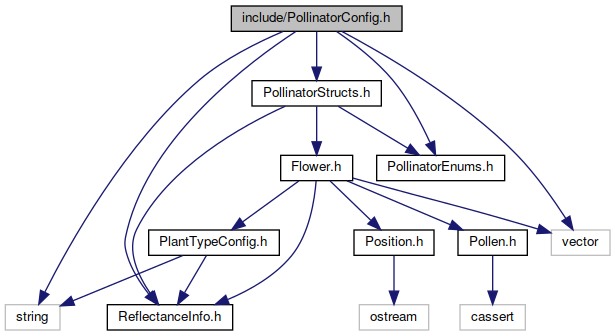 include/PollinatorConfig.h
PollinatorStructs.h
Flower.h
PollinatorEnums.h
PlantTypeConfig.h
Position.h
Pollen.h
vector
string
ReflectanceInfo.h
ostream
cassert